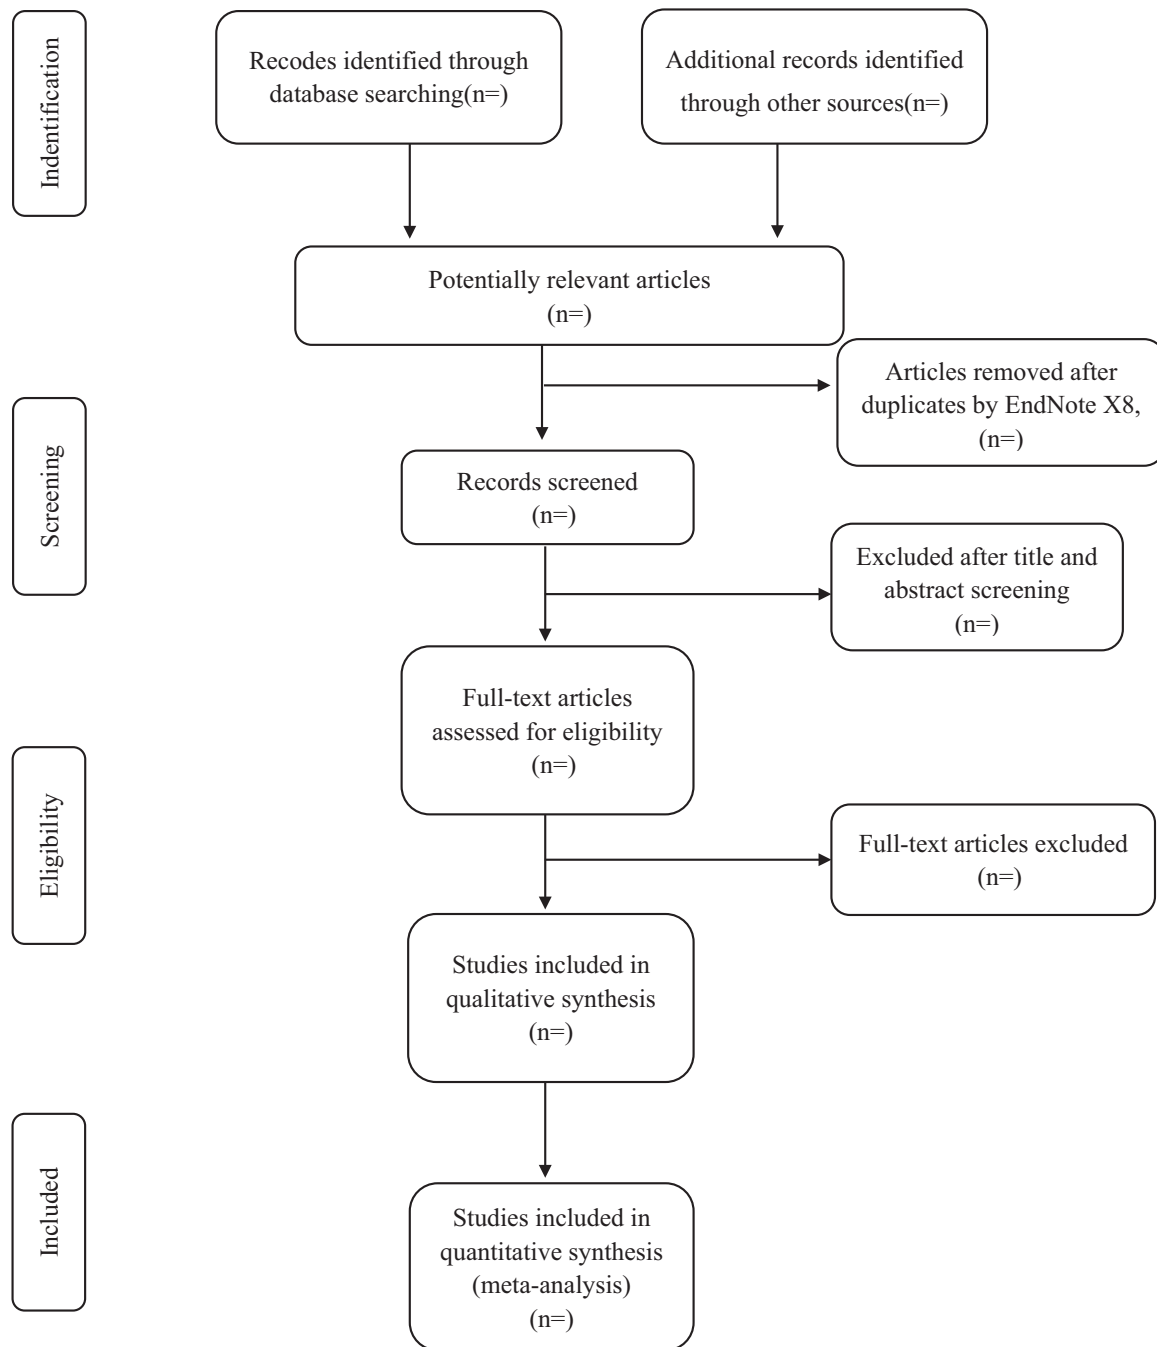 Indentification
Recodes identified through
database searching(n=)
Additional records identified
through other sources(n=)
Potentially relevant articles
(n=)
Articles removed after
duplicates by EndNote X8,
(n=)
Screening
Records screened
(n=)
Excluded after title and
abstract screening
(n=)
Full-text articles
assessed for eligibility
(n=)
Eligibility
Full-text articles excluded
(n=)
Studies included in
qualitative synthesis
(n=)
Included
Studies included in
quantitative synthesis
(meta-analysis)
(n=)